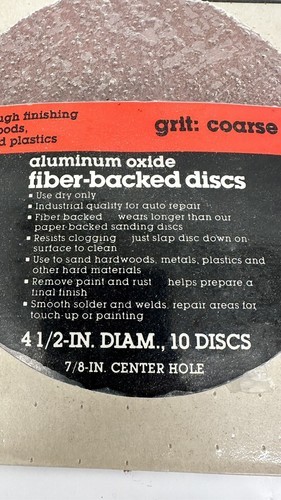 ugh finishing
oods,
d plastics
grit: coarse
aluminum oxide
fiber-backed discs
▪ Use dry only
▪ Industrial quality for auto repair
▪ Fiber backed... wears longer than our
paper-backed sanding discs
▪ Resists clogging... just slap disc down on
surface to clean
▪ Use to sand hardwoods, metals, plastics and
other hard materials
▪ Remove paint and rust... helps prepare a
final finish
▪ Smooth solder and welds, repair areas for
touch-up or painting
4 1/2-IN. DIAM., 10 DISCS
7/8-IN. CENTER HOLE